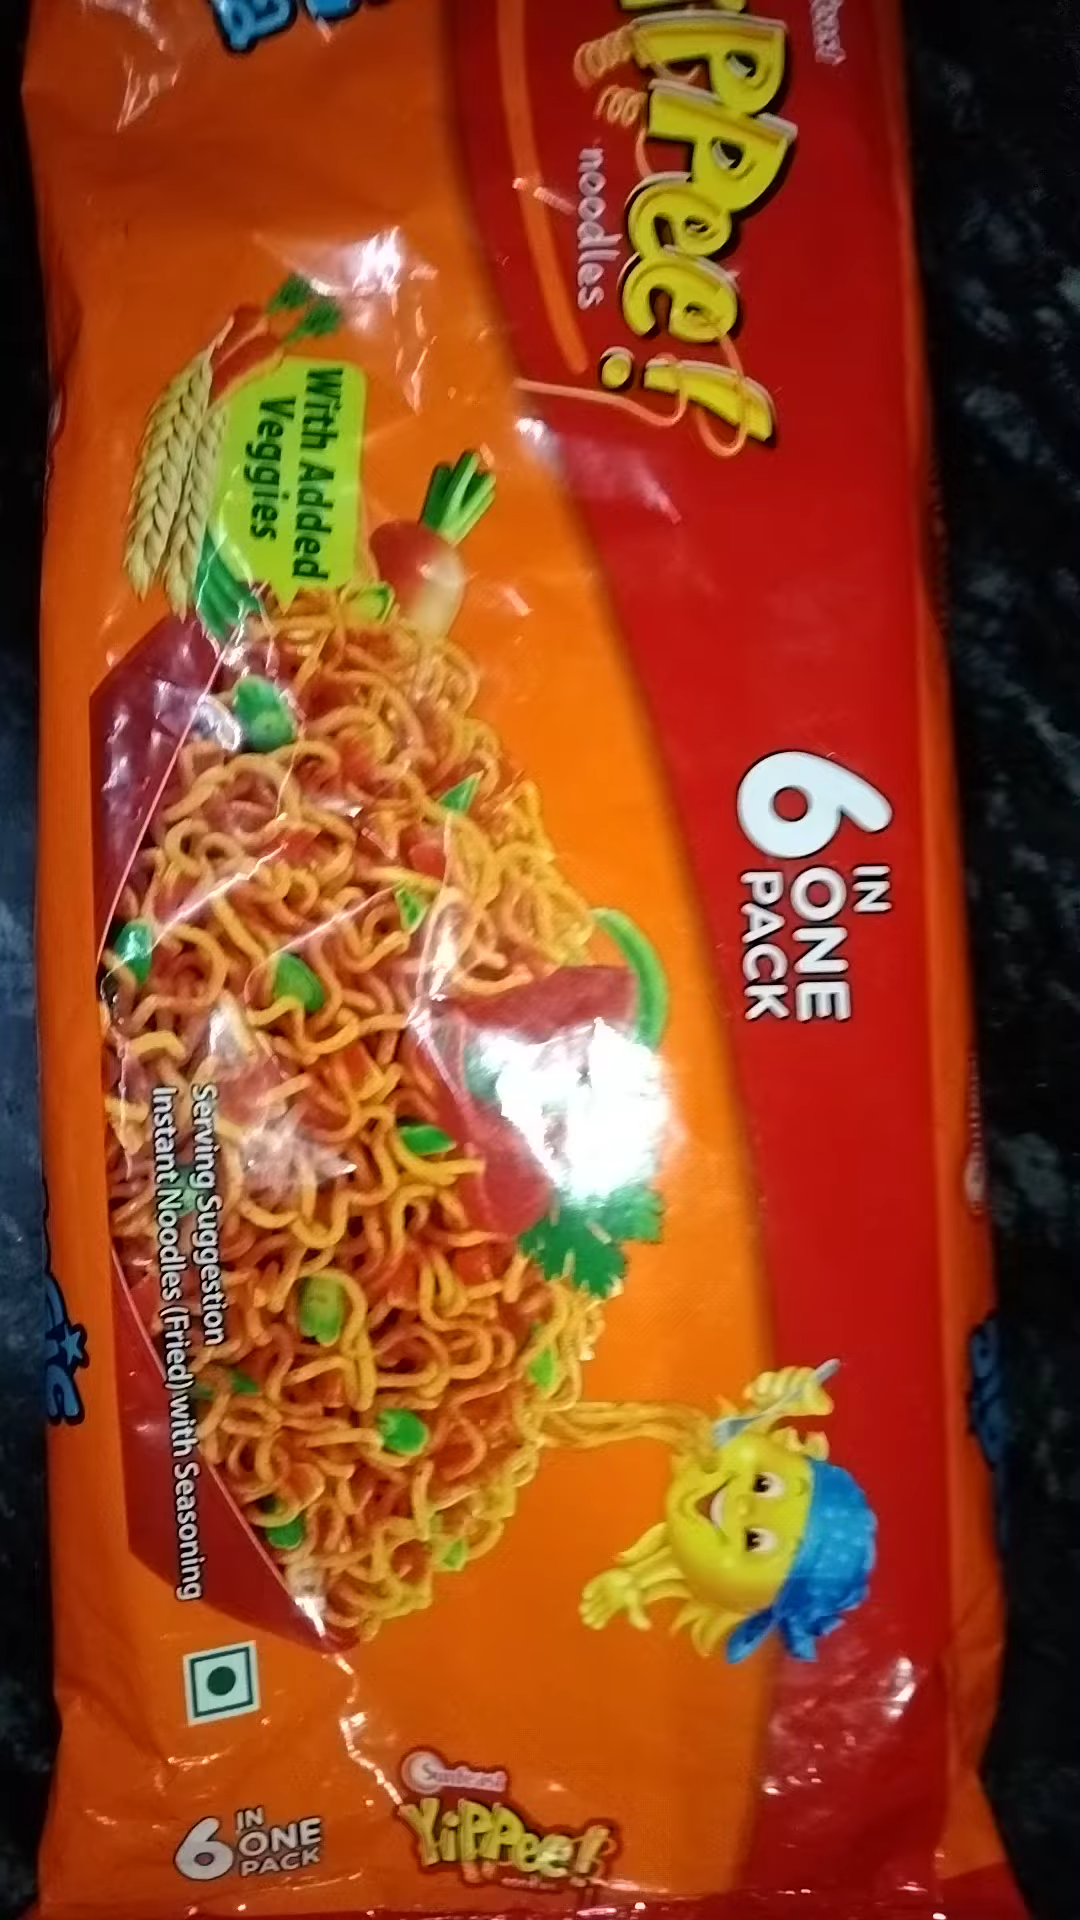 YiPPee!
noodles
6 IN
ONE
PACK
With Added
Veggies
Serving Suggestion
Instant Noodles (Fried) with Seasoning
6 IN
ONE
PACK
Sunfeast
YiPPee!